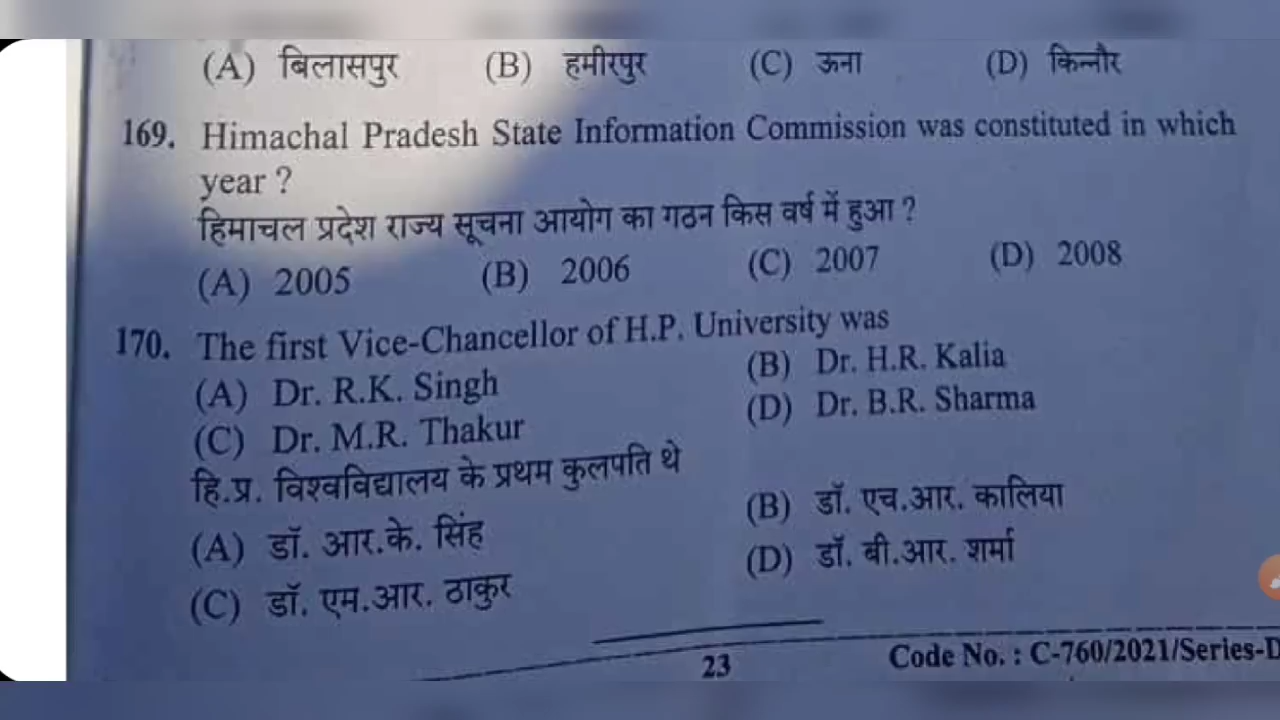 (A) बिलासपुर (B) हमीरपुर (C) ऊना (D) किन्नौर
169. Himachal Pradesh State Information Commission was constituted in which
year ?
हिमाचल प्रदेश राज्य सूचना आयोग का गठन किस वर्ष में हुआ ?
(A) 2005 (B) 2006 (C) 2007 (D) 2008
170. The first Vice-Chancellor of H.P. University was
(A) Dr. R.K. Singh (B) Dr. H.R. Kalia
(C) Dr. M.R. Thakur (D) Dr. B.R. Sharma
हि.प्र. विश्वविद्यालय के प्रथम कुलपति थे
(A) डॉ. आर.के. सिंह (B) डॉ. एच.आर. कालिया
(C) डॉ. एम.आर. ठाकुर (D) डॉ. बी.आर. शर्मा
23 Code No. : C-760/2021/Series-D